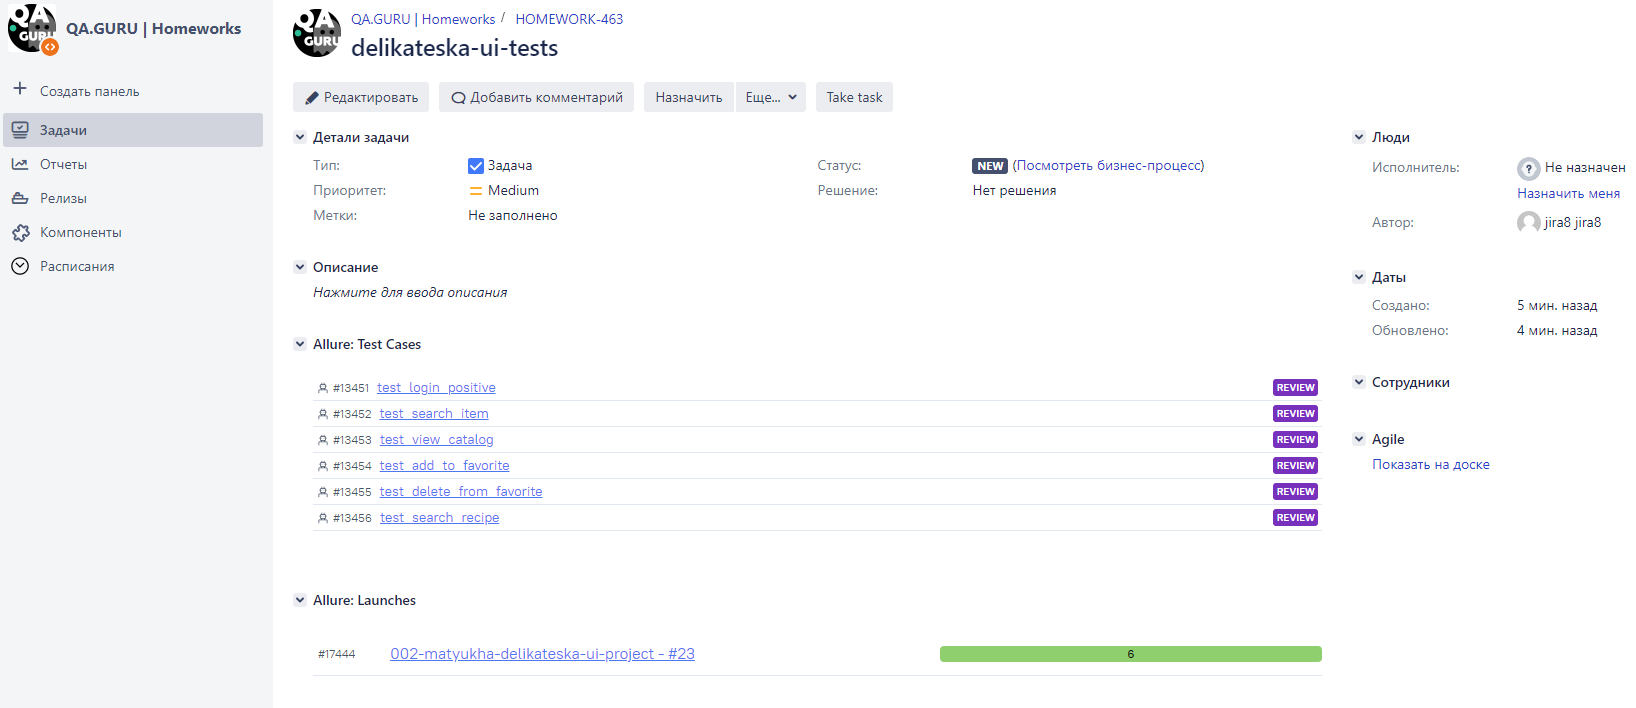 QA GURU
QA.GURU | Homeworks
Создать панель
Задачи
Отчеты
Релизы
Компоненты
Расписания
QA GURU
QA.GURU | Homeworks / HOMEWORK-463
delikateska-ui-tests
Редактировать
Добавить комментарий
Назначить
Еще...
Take task
Детали задачи
Тип: Задача
Приоритет: Medium
Метки: Не заполнено
Статус: NEW (Посмотреть бизнес-процесс)
Решение: Нет решения
Описание
Нажмите для ввода описания
Allure: Test Cases
#13451 test_login_positive REVIEW
#13452 test_search_item REVIEW
#13453 test_view_catalog REVIEW
#13454 test_add_to_favorite REVIEW
#13455 test_delete_from_favorite REVIEW
#13456 test_search_recipe REVIEW
Allure: Launches
#17444 002-matyukha-delikateska-ui-project - #23 6
Люди
Исполнитель: ? Не назначен
Назначить меня
Автор: jira8 jira8
Даты
Создано: 5 мин. назад
Обновлено: 4 мин. назад
Сотрудники
Agile
Показать на доске